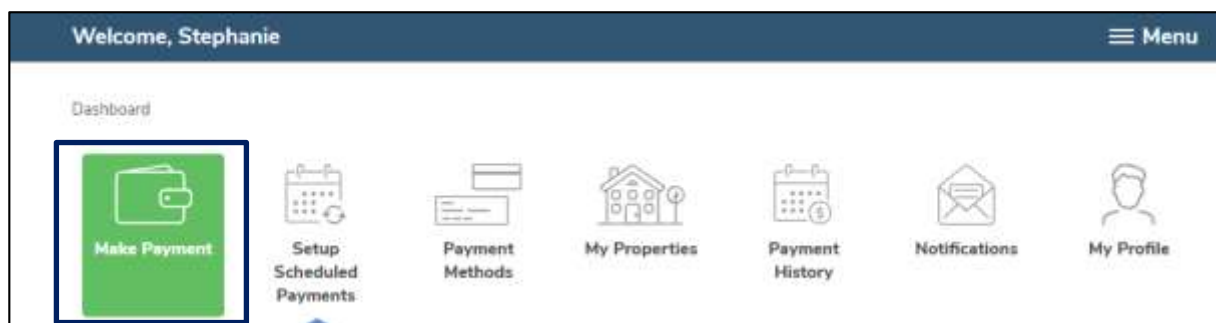 Welcome, Stephanie
Menu
Dashboard
Make Payment
Setup
Scheduled
Payments
Payment
Methods
My Properties
Payment
History
Notifications
My Profile